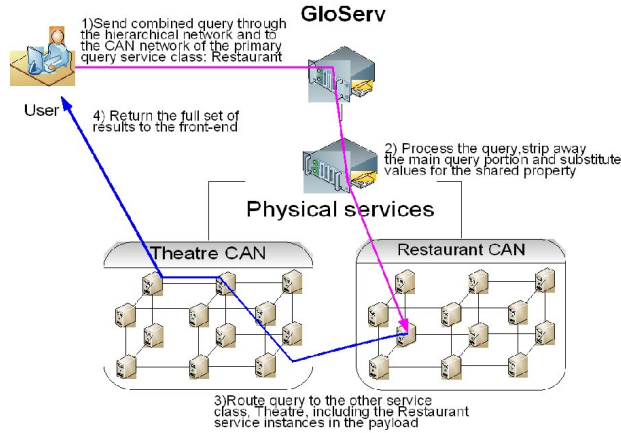 GloServ
1)Send combined query through
the hierarchical network and to
the CAN network of the primary
query service class: Restaurant
User
4) Return the full set of
results to the front-end
2) Process the query,strip away
the main query portion and substitute
values for the shared property
Physical services
Theatre CAN
Restaurant CAN
3)Route query to the other service
class, Theatre, including the Restaurant
service instances in the payload